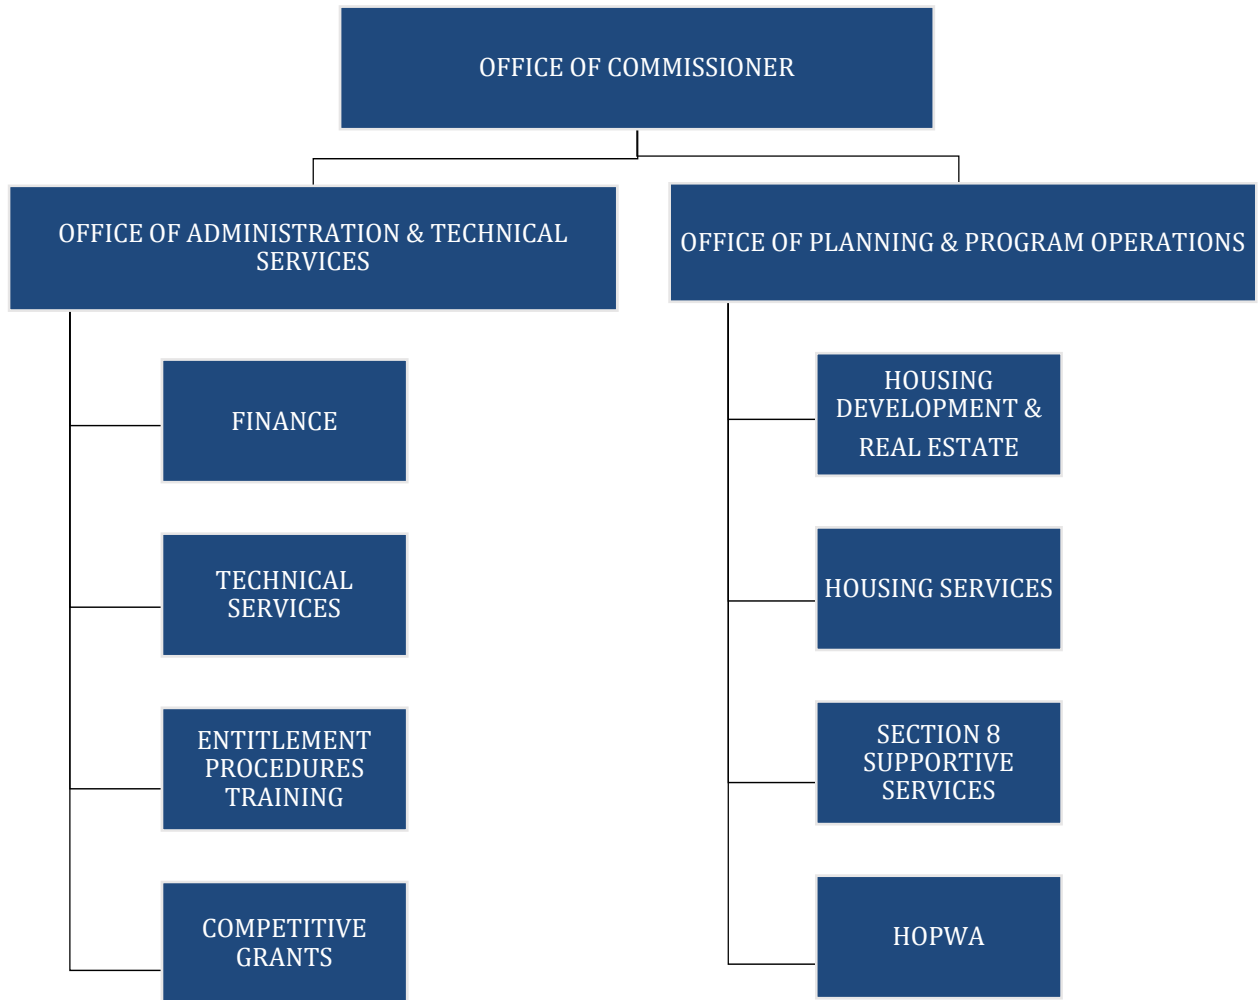 OFFICE OF COMMISSIONER
OFFICE OF ADMINISTRATION & TECHNICAL
SERVICES
OFFICE OF PLANNING & PROGRAM OPERATIONS
FINANCE
TECHNICAL
SERVICES
ENTITLEMENT
PROCEDURES
TRAINING
COMPETITIVE
GRANTS
HOUSING
DEVELOPMENT &
REAL ESTATE
HOUSING SERVICES
SECTION 8
SUPPORTIVE
SERVICES
HOPWA